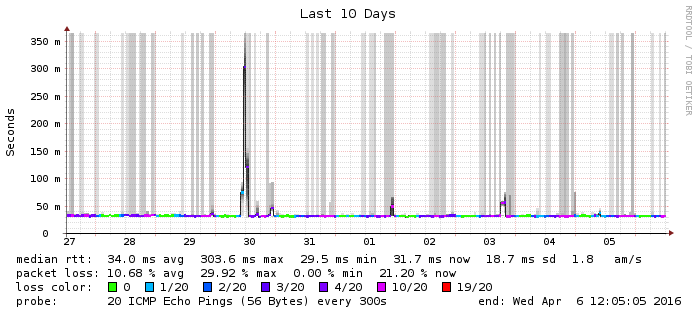 Last 10 Days
RRDTOOL / TOBI OETIKER
Seconds
350 m
300 m
250 m
200 m
150 m
100 m
50 m
0
27 28 29 30 31 01 02 03 04 05
median rtt: 34.0 ms avg 303.6 ms max 29.5 ms min 31.7 ms now 18.7 ms sd 1.8 am/s
packet loss: 10.68 % avg 29.92 % max 0.00 % min 21.20 % now
loss color: 0 1/20 2/20 3/20 4/20 10/20 19/20
probe: 20 ICMP Echo Pings (56 Bytes) every 300s end: Wed Apr 6 12:05:05 2016